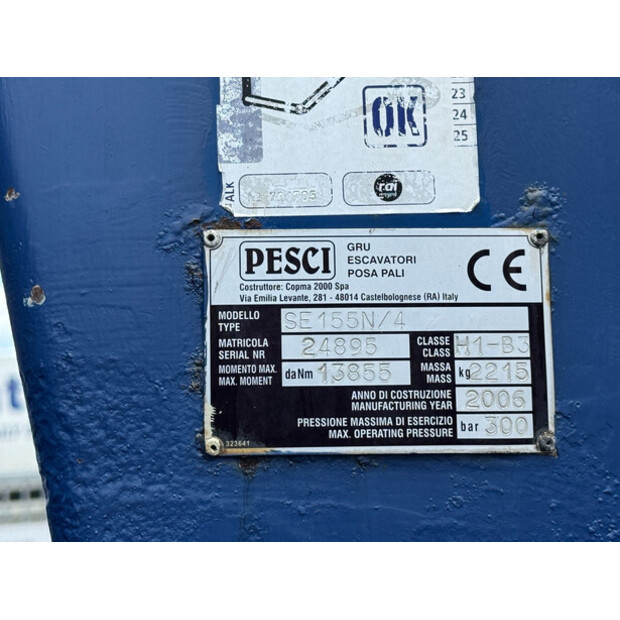 23
24
25
OK
ALK
rai
PESCI
GRU
ESCAVATORI
POSA PALI
CE
Costruttore: Copma 2000 Spa
Via Emilia Levante, 281 - 48014 Castelbolognese (RA) Italy
MODELLO
TYPE
SE155N/4
MATRICOLA
SERIAL NR
24895
CLASSE
CLASS
H1-B3
MOMENTO MAX.
MAX. MOMENT
daNm 13855
MASSA
MASS
kg 2215
ANNO DI COSTRUZIONE
MANUFACTURING YEAR
2006
PRESSIONE MASSIMA DI ESERCIZIO
MAX. OPERATING PRESSURE
bar 300
323641